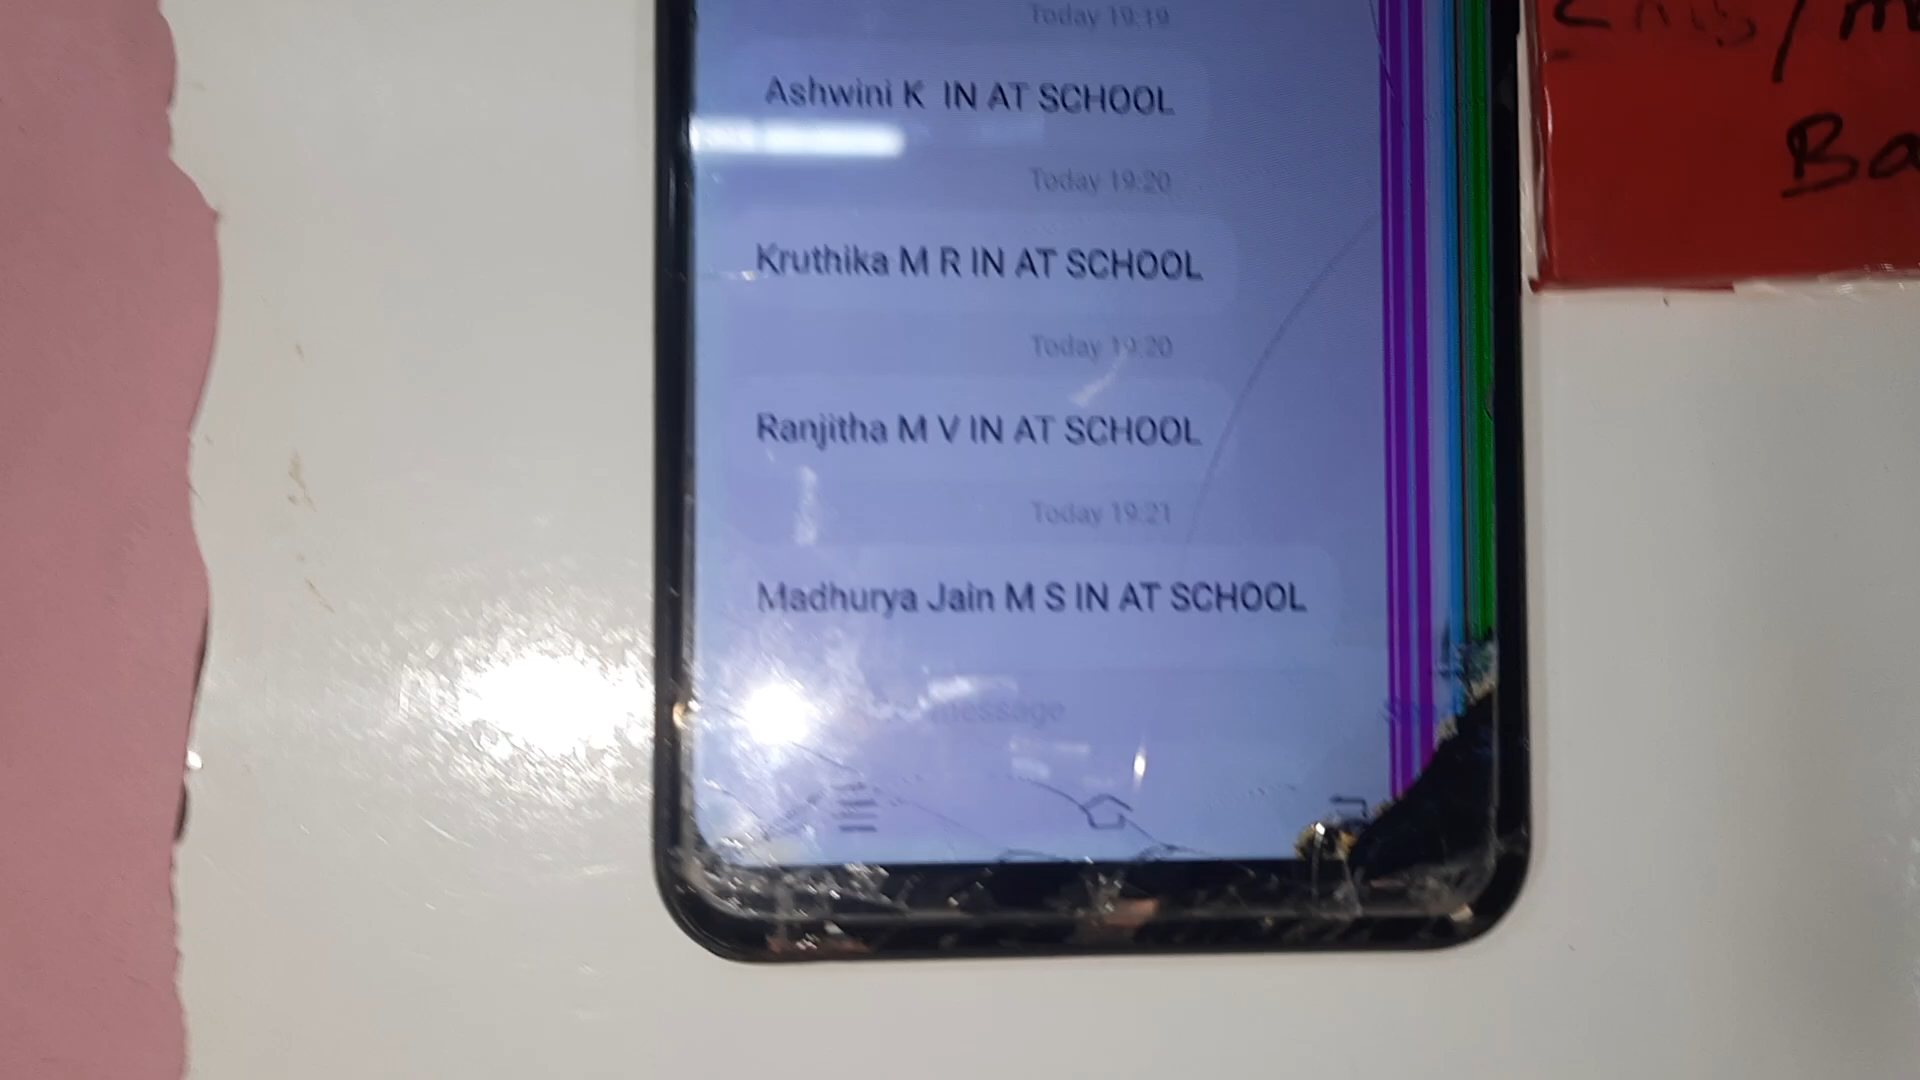 Today 19:19
Ashwini K IN AT SCHOOL
Today 19:20
Kruthika M R IN AT SCHOOL
Today 19:20
Ranjitha M V IN AT SCHOOL
Today 19:21
Madhurya Jain M S IN AT SCHOOL
message
Ba